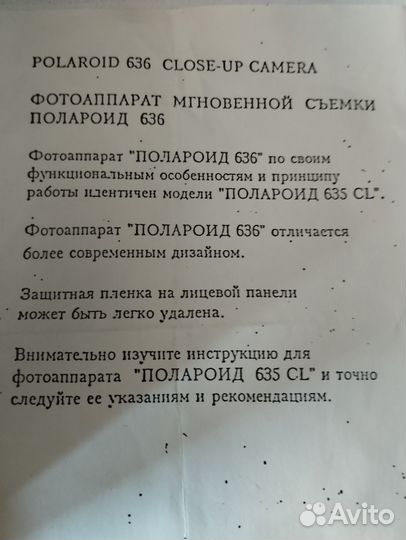 POLAROID 636 CLOSE-UP CAMERA
ФОТОАППАРАТ МГНОВЕННОЙ СЪЕМКИ
ПОЛАРОИД 636
Фотоаппарат "ПОЛАРОИД 636" по своим
функциональным особенностям и принципу
работы идентичен модели "ПОЛАРОИД 635 CL".
Фотоаппарат "ПОЛАРОИД 636" отличается
более современным дизайном.
Защитная пленка на лицевой панели
может быть легко удалена.
Внимательно изучите инструкцию для
фотоаппарата "ПОЛАРОИД 635 CL" и точно
следуйте ее указаниям и рекомендациям.
Avito